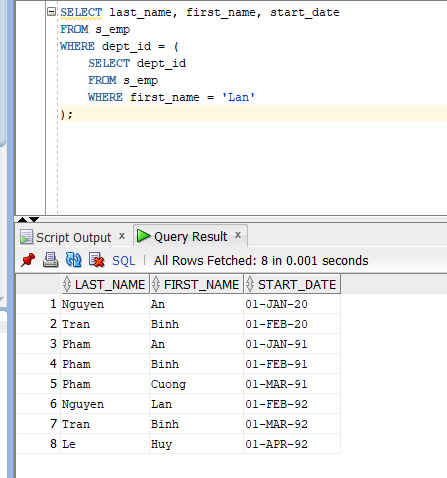 SELECT last_name, first_name, start_date
FROM s_emp
WHERE dept_id = (
SELECT dept_id
FROM s_emp
WHERE first_name = 'Lan'
);
Script Output x Query Result x
SQL | All Rows Fetched: 8 in 0.001 seconds
LAST_NAME FIRST_NAME START_DATE
1 Nguyen An 01-JAN-20
2 Tran Binh 01-FEB-20
3 Pham An 01-JAN-91
4 Pham Binh 01-FEB-91
5 Pham Cuong 01-MAR-91
6 Nguyen Lan 01-FEB-92
7 Tran Binh 01-MAR-92
8 Le Huy 01-APR-92